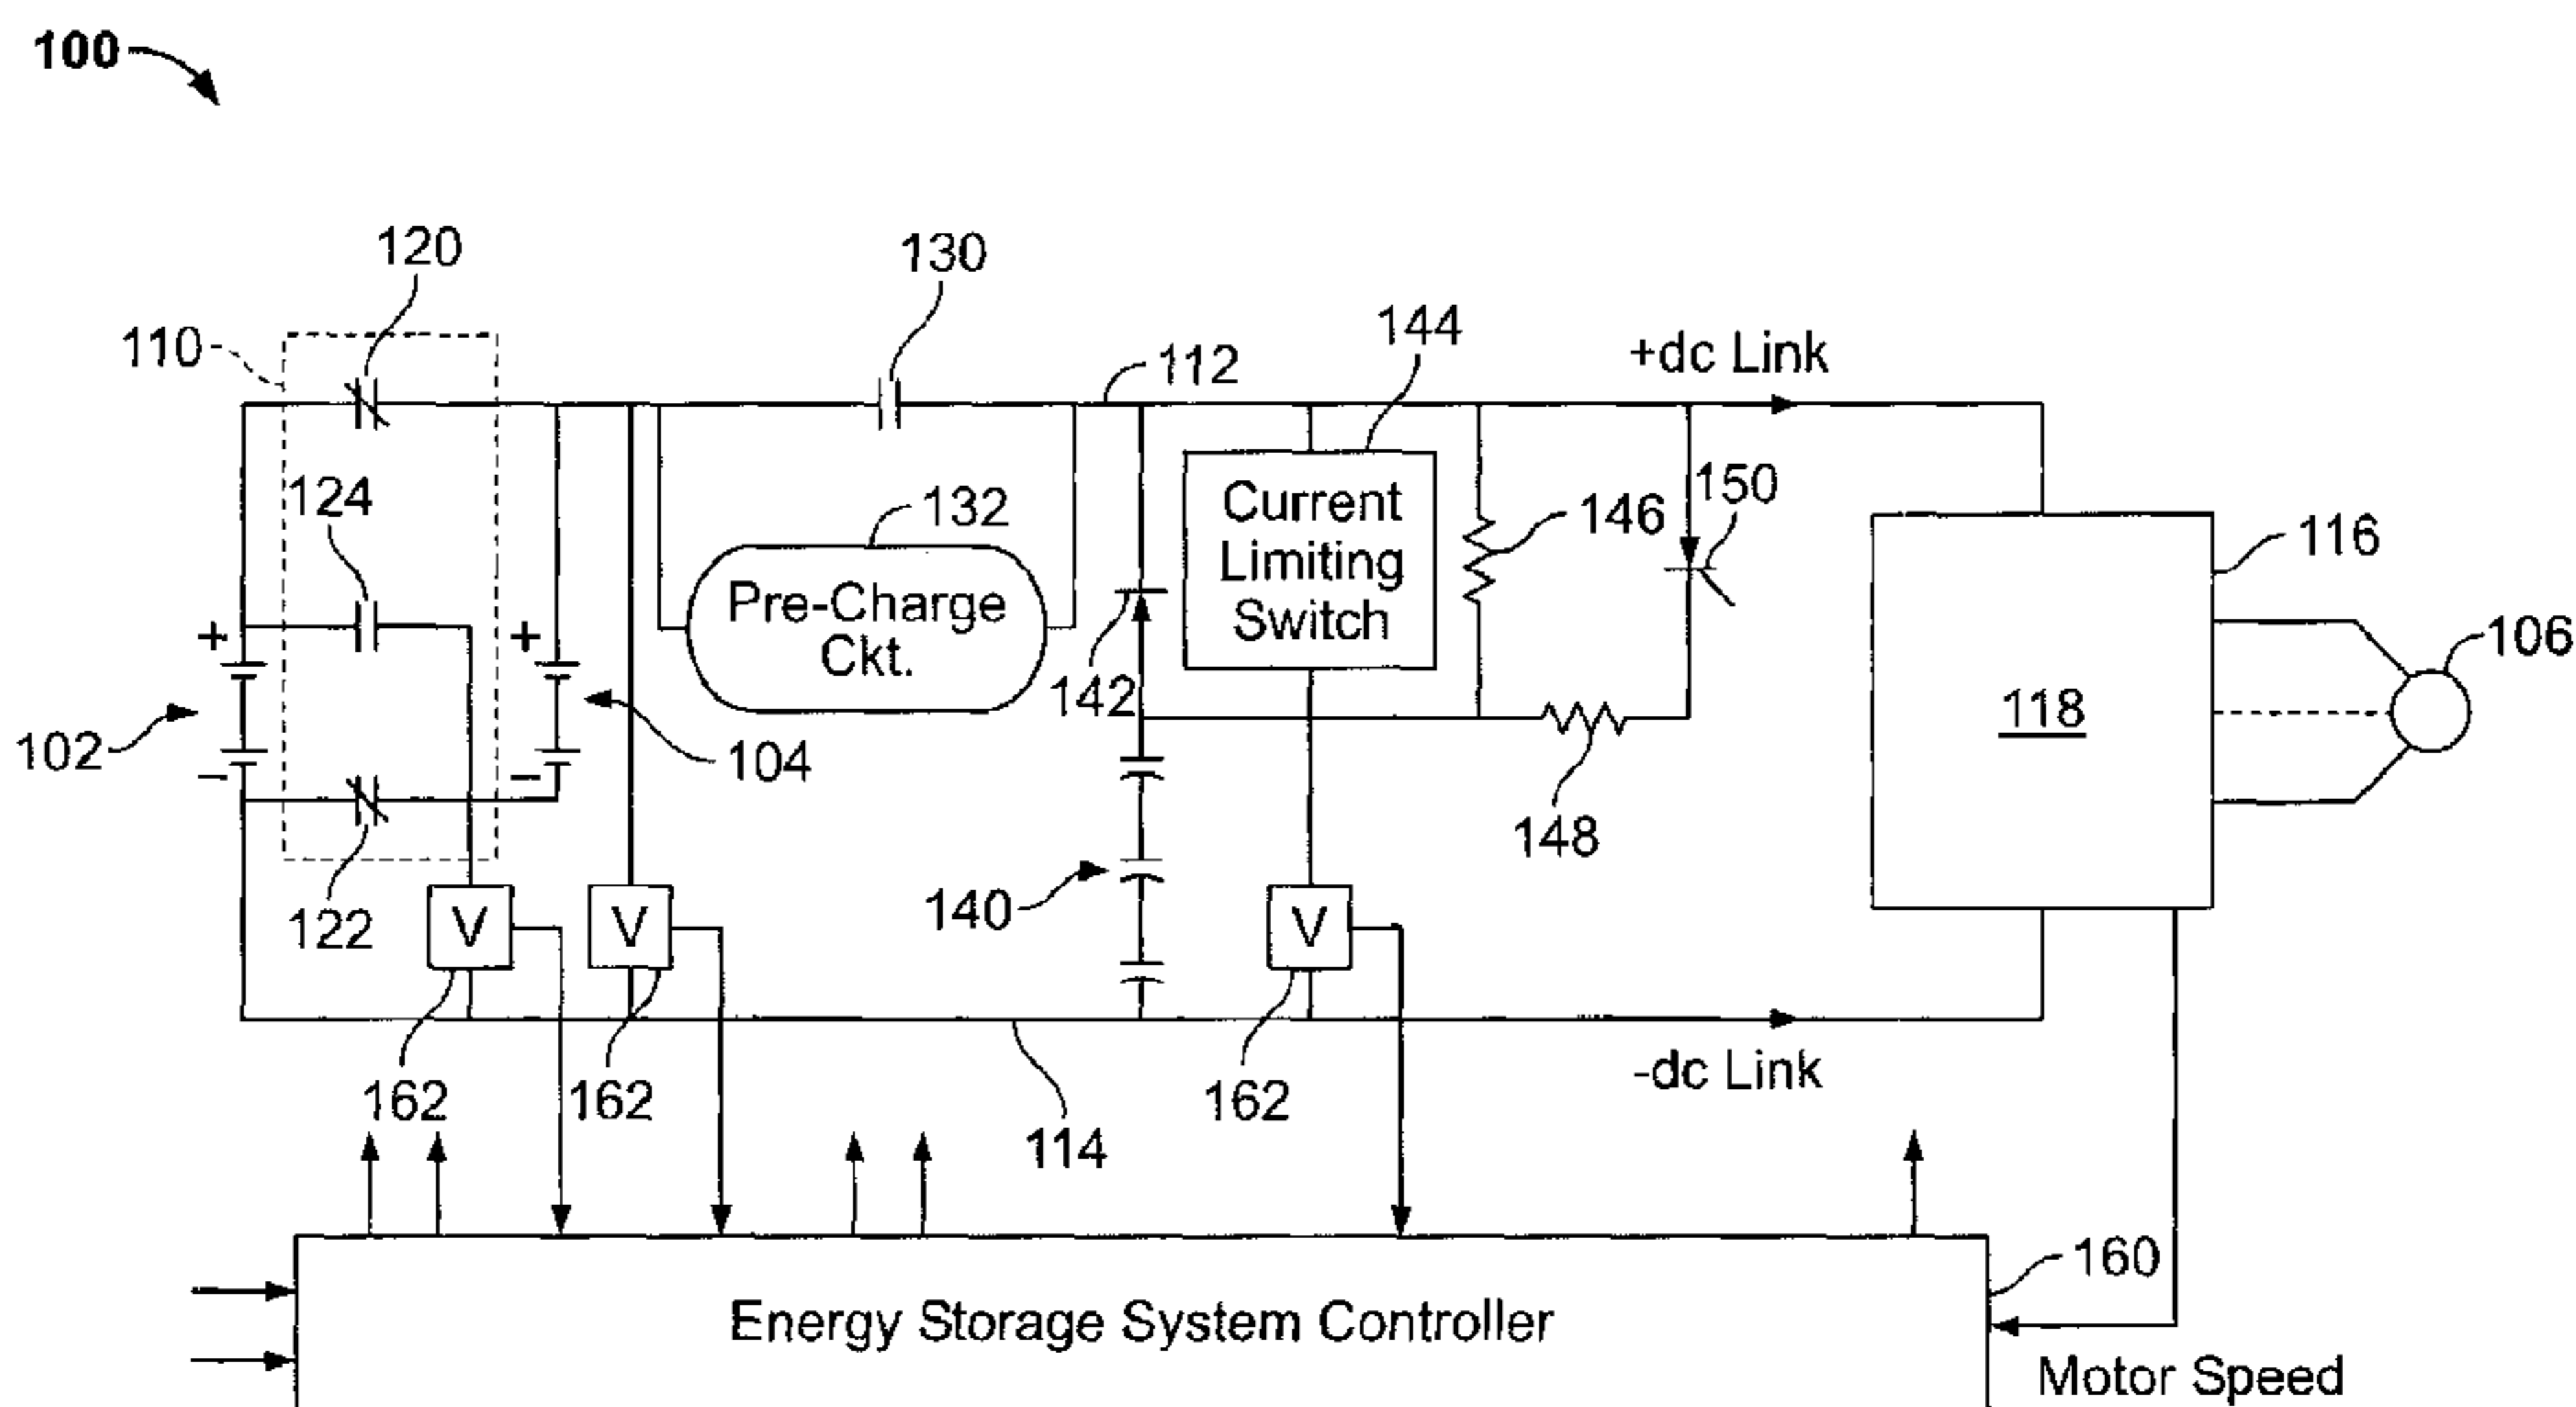 100
120
130
110
112
144
+dc Link
124
132
150
Current
Limiting
Switch
146
116
Pre-Charge
Ckt.
+
+
142
106
118
102
104
-
-
148
122
V
V
140
V
162
162
162
-dc Link
114
160
Energy Storage System Controller
Motor Speed